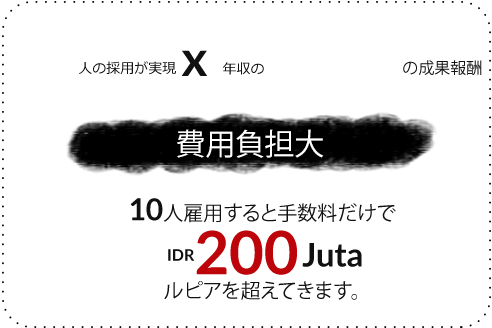 人の採用が実現 X 年収の の成果報酬
費用負担大
10人雇用すると手数料だけで
IDR 200 Juta
ルピアを超えてきます。